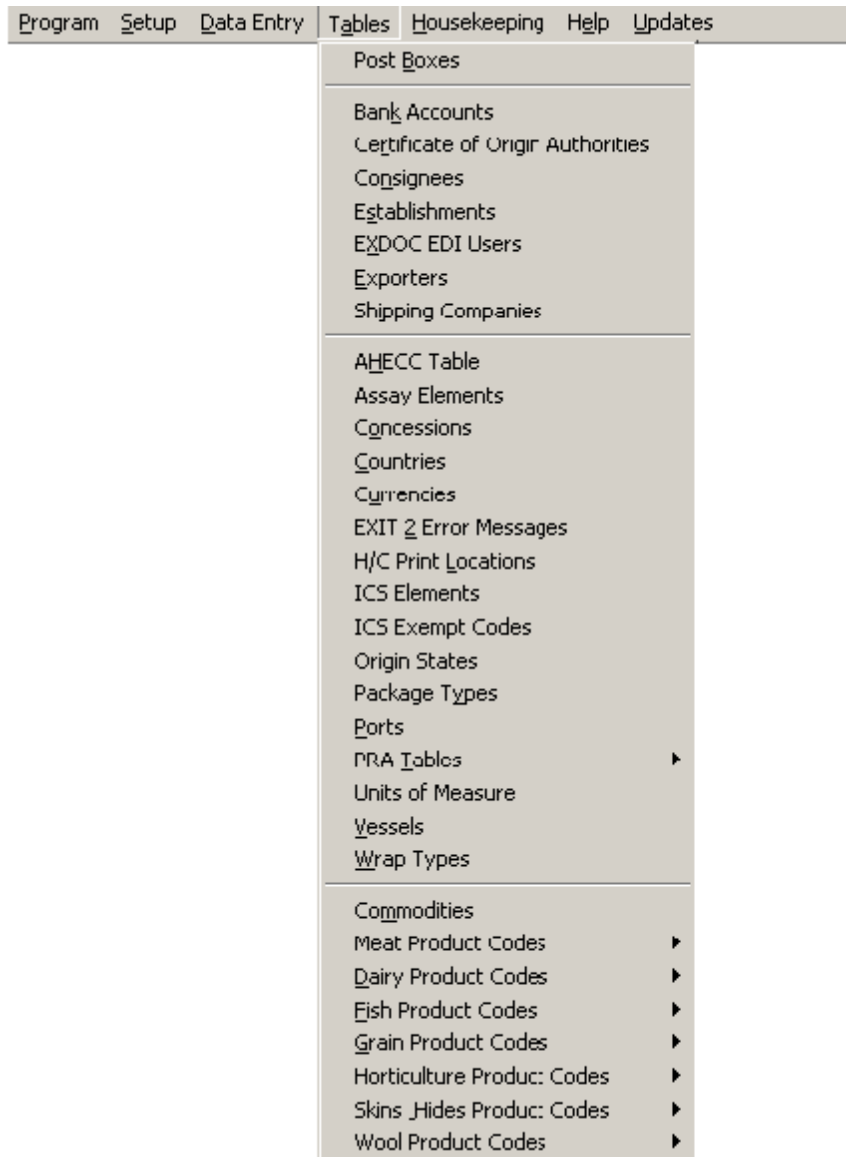 Program Setup Data Entry Tables Housekeeping Help Updates
Post Boxes
Bank Accounts
Certificate of Origin Authorities
Consignees
Establishments
EXDOC EDI Users
Exporters
Shipping Companies
AHECC Table
Assay Elements
Concessions
Countries
Currencies
EXIT 2 Error Messages
H/C Print Locations
ICS Elements
ICS Exempt Codes
Origin States
Package Types
Ports
PRA Tables
Units of Measure
Vessels
Wrap Types
Commodities
Meat Product Codes
Dairy Product Codes
Fish Product Codes
Grain Product Codes
Horticulture Product Codes
Skins_Hides Product Codes
Wool Product Codes